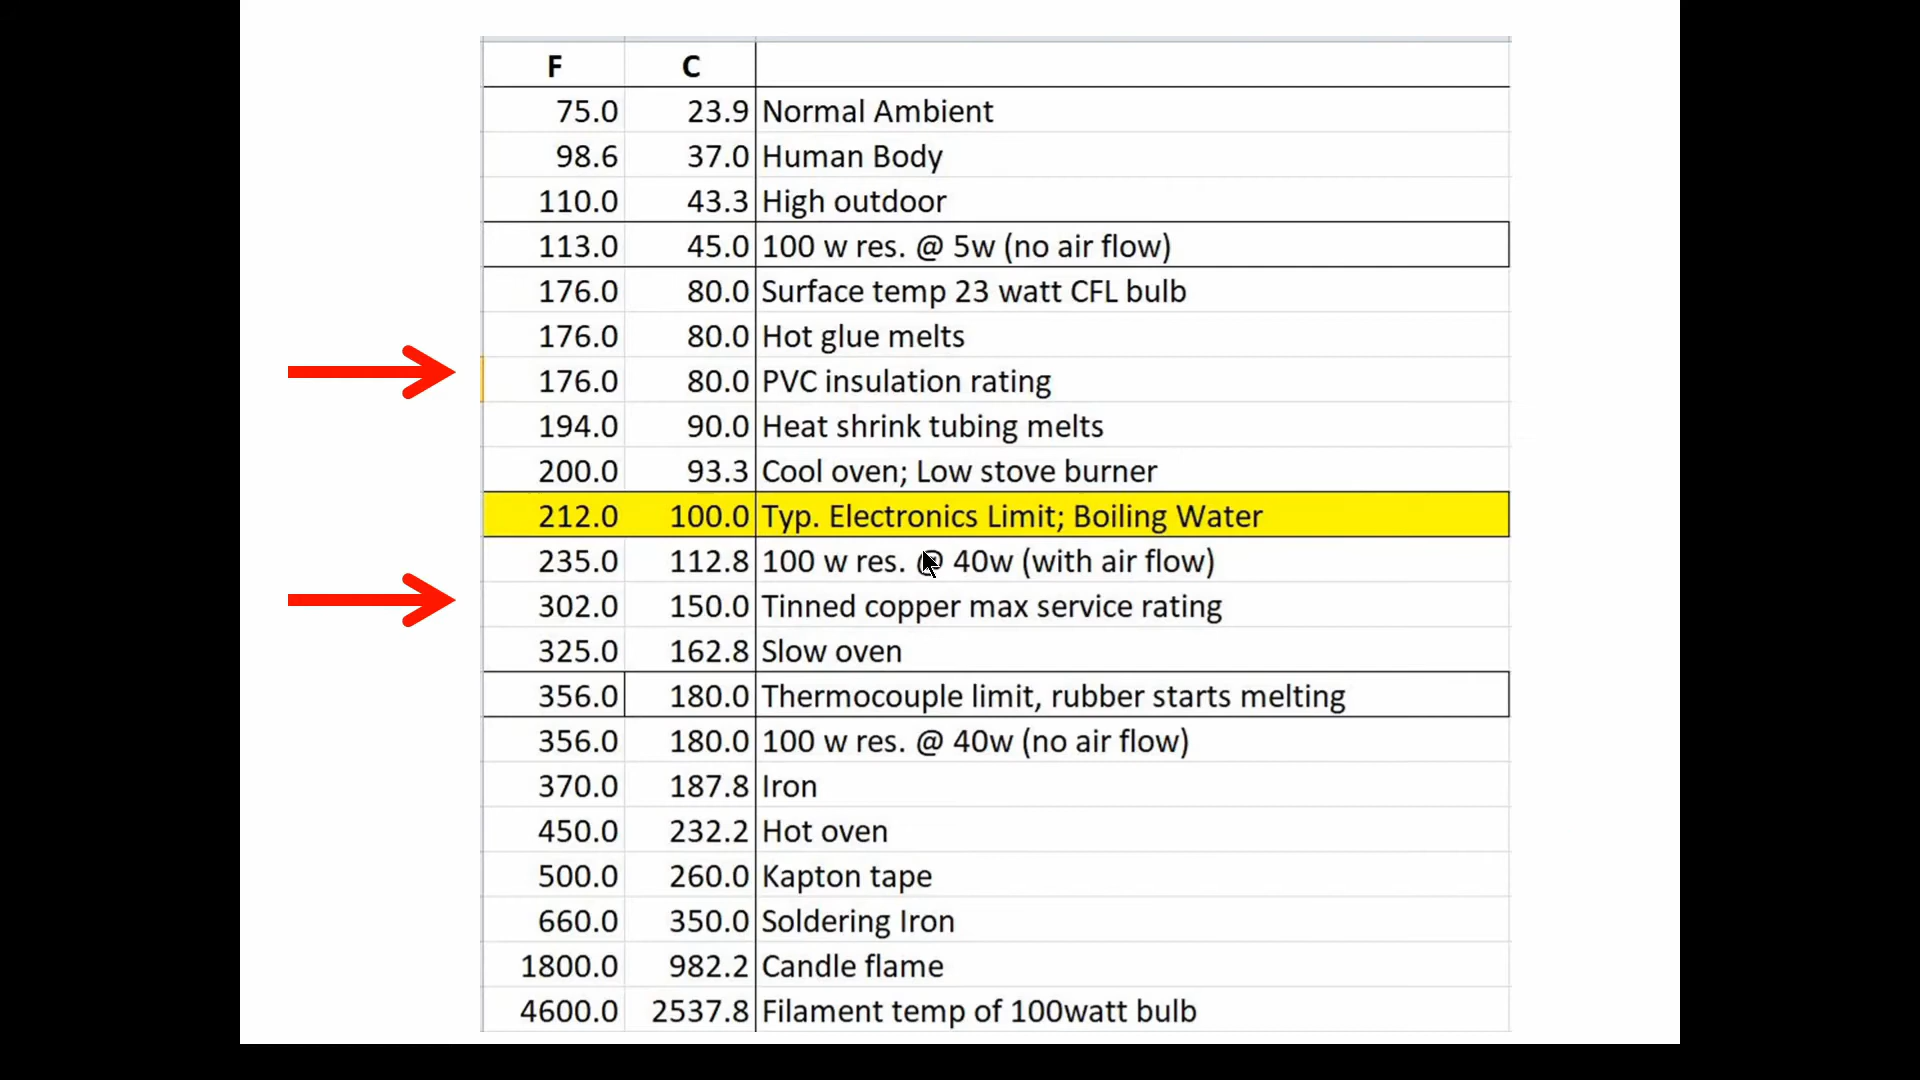 F C
75.0 23.9 Normal Ambient
98.6 37.0 Human Body
110.0 43.3 High outdoor
113.0 45.0 100 w res. @ 5w (no air flow)
176.0 80.0 Surface temp 23 watt CFL bulb
176.0 80.0 Hot glue melts
176.0 80.0 PVC insulation rating
194.0 90.0 Heat shrink tubing melts
200.0 93.3 Cool oven; Low stove burner
212.0 100.0 Typ. Electronics Limit; Boiling Water
235.0 112.8 100 w res. @ 40w (with air flow)
302.0 150.0 Tinned copper max service rating
325.0 162.8 Slow oven
356.0 180.0 Thermocouple limit, rubber starts melting
356.0 180.0 100 w res. @ 40w (no air flow)
370.0 187.8 Iron
450.0 232.2 Hot oven
500.0 260.0 Kapton tape
660.0 350.0 Soldering Iron
1800.0 982.2 Candle flame
4600.0 2537.8 Filament temp of 100watt bulb